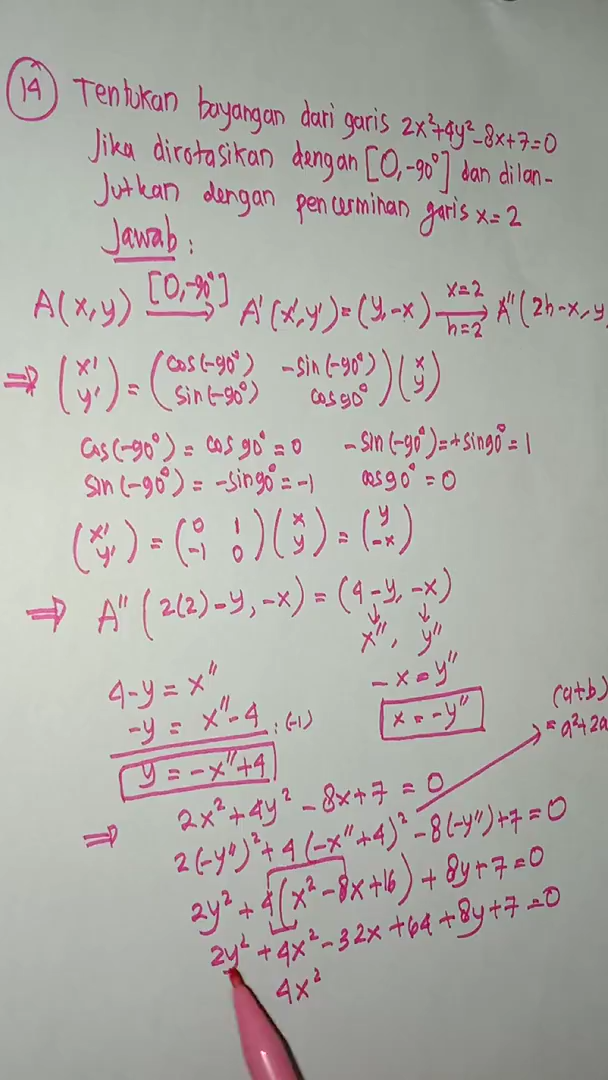 14 Tentukan bayangan dari garis 2x²+4y²-8x+7=0
Jika dirotasikan dengan [0,-90°] dan dilan-
Jutkan dengan pencerminan garis x=2
Jawab:
A(x,y) [0,-90°] → A'(x',y')=(y,-x) x=2 → h=2 A''(2h-x, y
⇒ (x' y') = (cos(-90°) -sin(-90°) sin(-90°) cos90°)(x y)
cos(-90°) = cos 90° = 0 -sin(-90°)=+sin90°=1
sin(-90°) = -sin90° = -1 cos90° = 0
(x' y') = (0 1 -1 0)(x y) = (y -x)
⇒ A''(2(2)-y, -x) = (4-y, -x)
↓ ↓
x'', y''
4-y = x'' -x = y''
-y = x''-4 :(-1) x = -y''
y = -x''+4
(a+b)
= a²+2a
⇒ 2x²+4y²-8x+7 = 0
2(-y'')²+4(-x''+4)²-8(-y'')+7=0
2y²+4(x²-8x+16)+8y+7=0
2y²+4x²-32x+64+8y+7=0
4x²